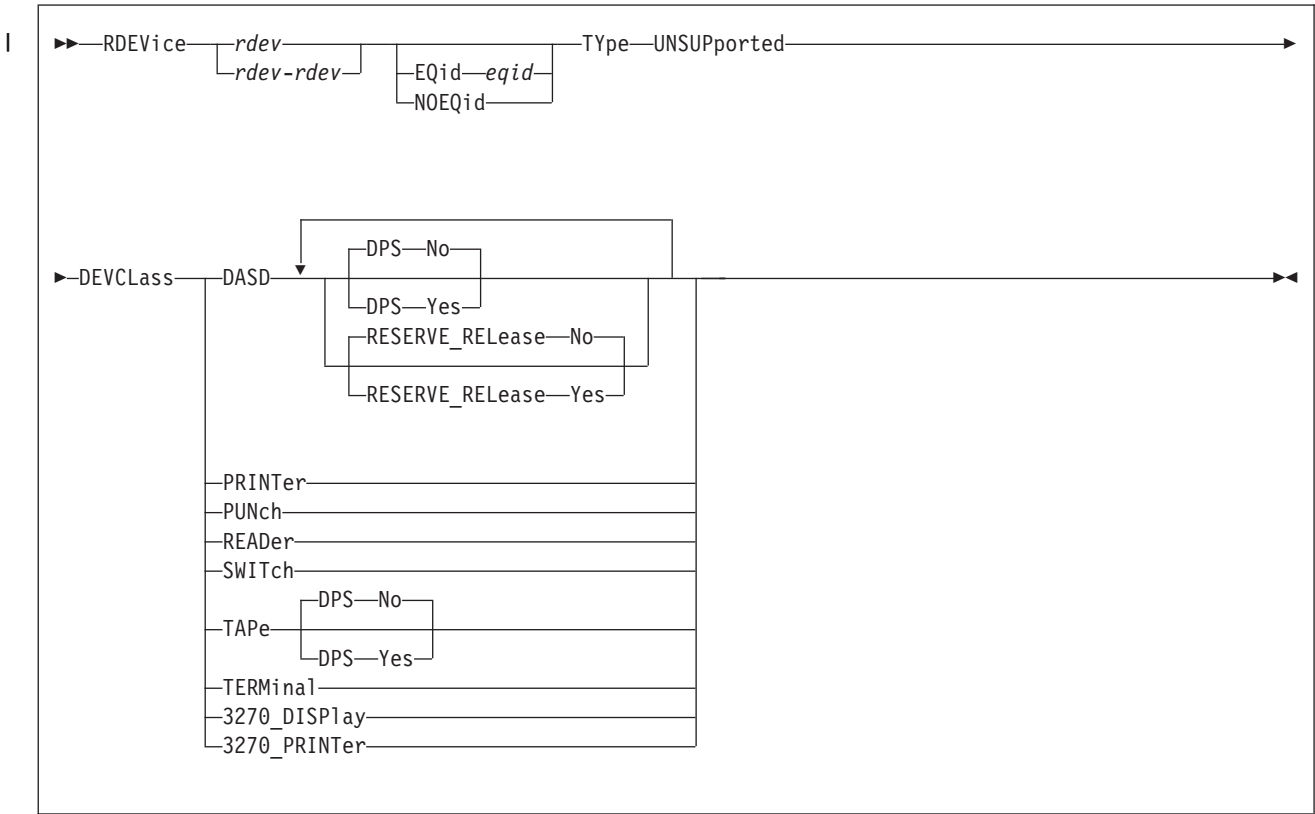 RDEVice rdev TYpe UNSUPported
rdev-rdev EQid eqid
NOEQid
DPS No
DEVCLass DASD
DPS Yes
RESERVE_RELease No
RESERVE_RELease Yes
PRINTer
PUNch
READer
SWITch
DPS No
TAPe
DPS Yes
TERMinal
3270_DISPlay
3270_PRINTer